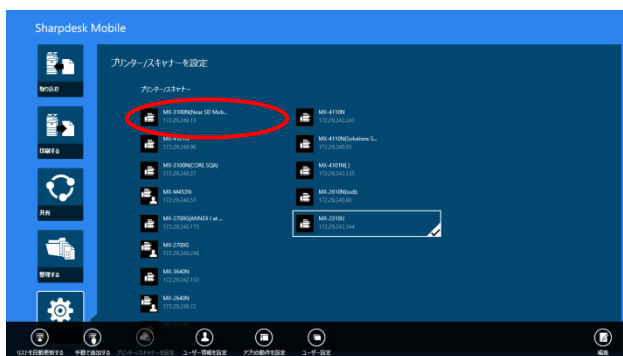 Sharpdesk Mobile
プリンター/スキャナーを設定
プリンター/スキャナー
取り込む
印刷する
共有
整理する
MX-3100N(Near SD Mob...
172.29.240.13
MX-4101N
172.29.240.90
MX-3100N(CORE SQA)
172.29.240.37
MX-M453N
172.29.240.53
MX-2700G(ANNEX I at ...
172.29.240.115
MX-2700G
172.29.240.248
MX-3640N
172.29.242.133
MX-2640N
172.29.240.72
MX-4110N
172.29.242.243
MX-4110N(Solutions S...
172.29.240.95
MX-4101N( )
172.29.242.135
MX-2610N(ssdi)
172.29.240.80
MX-2310U
172.29.242.244
リストを自動更新する
手動で追加する
プリンター/スキャナーを設定
ユーザー情報を設定
アプリの動作を設定
ユーザー設定
編集